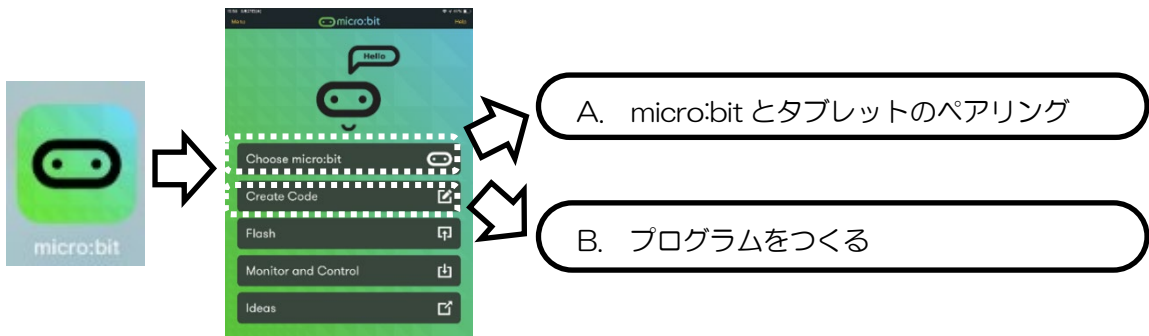 micro:bit
Menu
micro:bit
Help
Hello
Choose micro:bit
Create Code
Flash
Monitor and Control
Ideas
A. micro:bit とタブレットのペアリング
B. プログラムをつくる